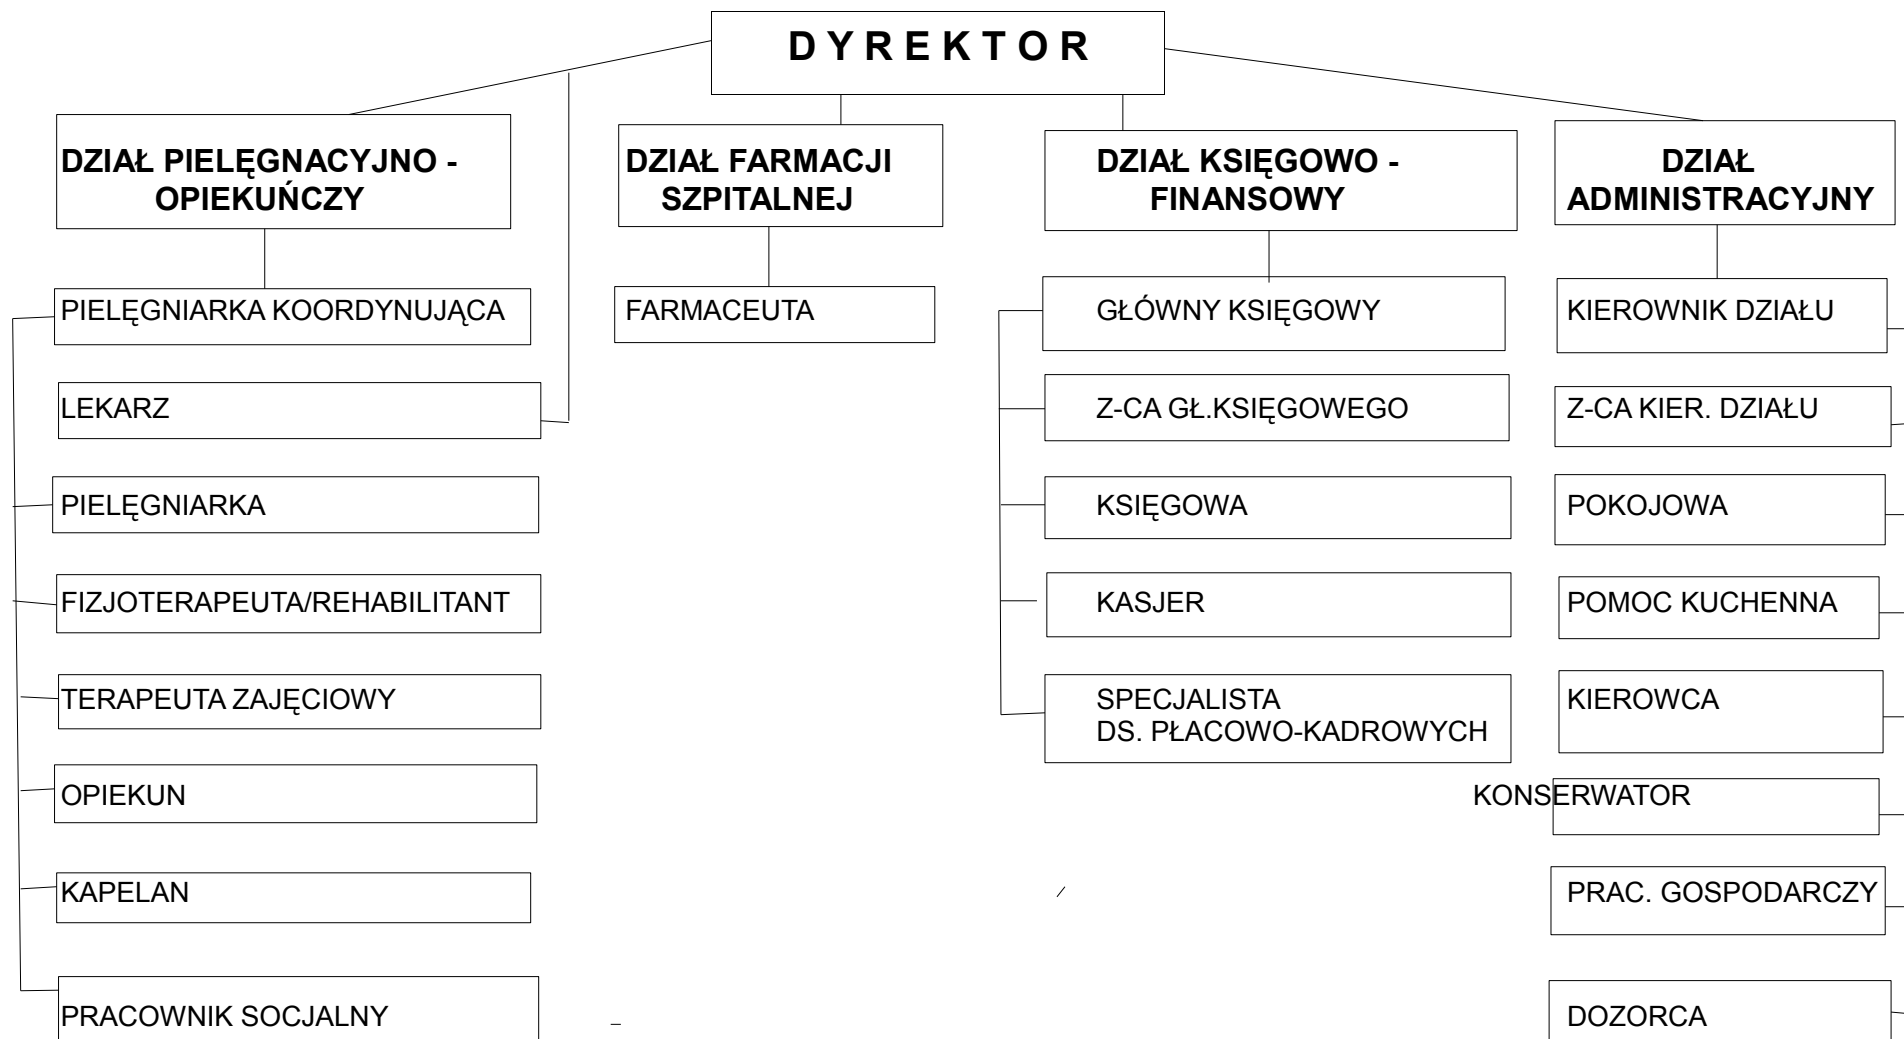 D Y R E K T O R
DZIAŁ PIELĘGNACYJNO -
OPIEKUŃCZY
DZIAŁ FARMACJI
SZPITALNEJ
DZIAŁ KSIĘGOWO -
FINANSOWY
DZIAŁ
ADMINISTRACYJNY
PIELĘGNIARKA KOORDYNUJĄCA
FARMACEUTA
GŁÓWNY KSIĘGOWY
KIEROWNIK DZIAŁU
LEKARZ
Z-CA GŁ.KSIĘGOWEGO
Z-CA KIER. DZIAŁU
PIELĘGNIARKA
KSIĘGOWA
POKOJOWA
FIZJOTERAPEUTA/REHABILITANT
KASJER
POMOC KUCHENNA
TERAPEUTA ZAJĘCIOWY
SPECJALISTA
DS. PŁACOWO-KADROWYCH
KIEROWCA
OPIEKUN
KONSERWATOR
KAPELAN
PRAC. GOSPODARCZY
PRACOWNIK SOCJALNY
DOZORCA